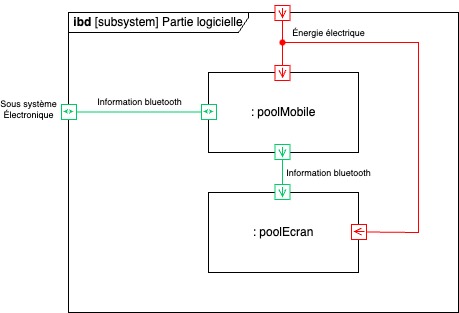 ibd [subsystem] Partie logicielle
Énergie électrique
Sous système
Électronique
Information bluetooth
: poolMobile
Information bluetooth
: poolEcran